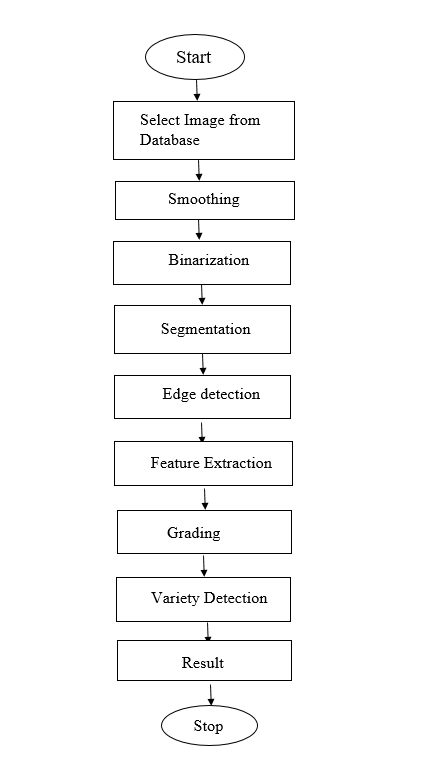 Start
Select Image from
Database
Smoothing
Binarization
Segmentation
Edge detection
Feature Extraction
Grading
Variety Detection
Result
Stop